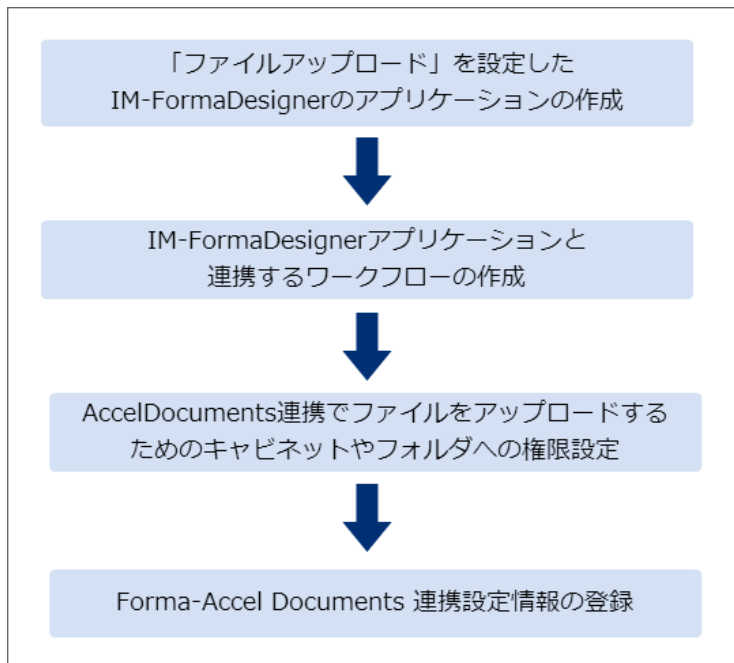 「ファイルアップロード」を設定した
IM-FormaDesignerのアプリケーションの作成
IM-FormaDesignerアプリケーションと
連携するワークフローの作成
AccelDocuments連携でファイルをアップロードする
ためのキャビネットやフォルダへの権限設定
Forma-Accel Documents 連携設定情報の登録